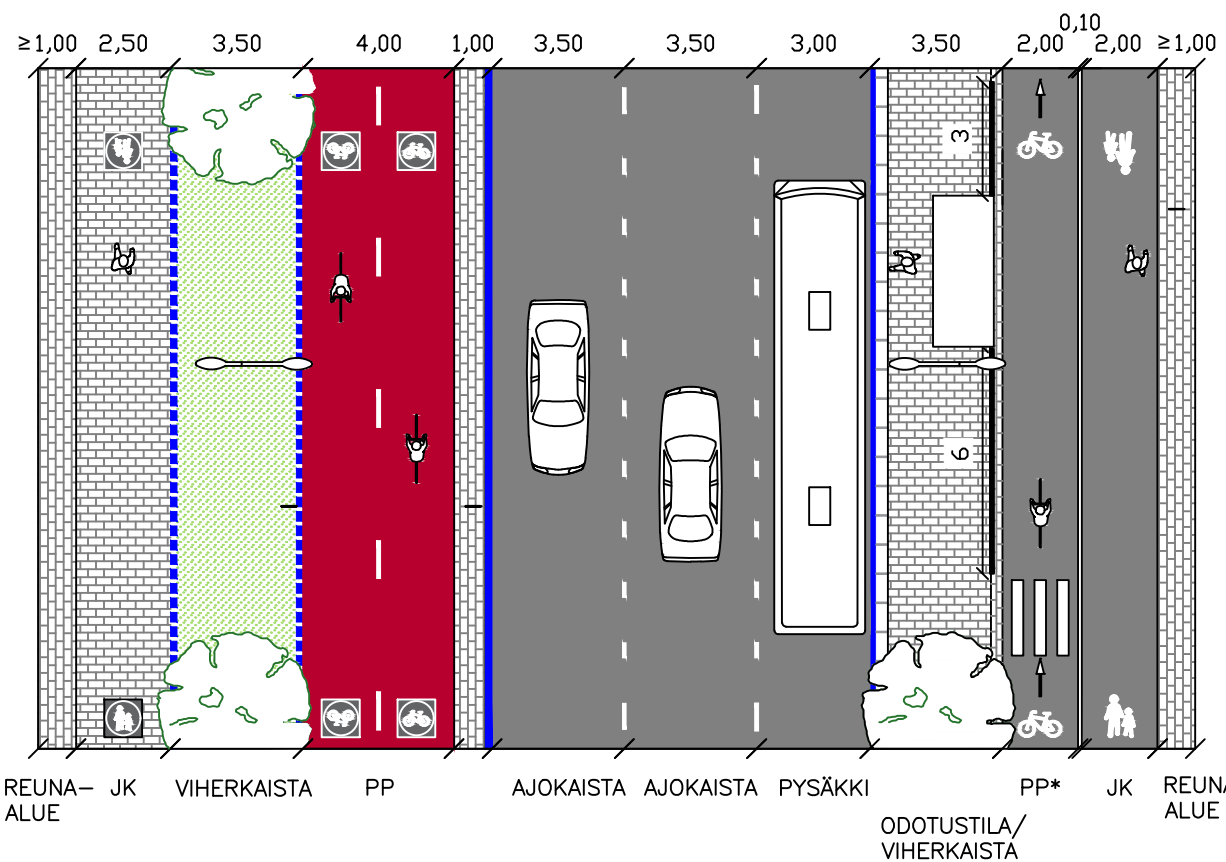 0,10
≥1,00 2,50 3,50 4,00 1,00 3,50 3,50 3,00 3,50 2,00 2,00 ≥1,00
3
6
REUNA– JK VIHERKAISTA PP AJOKAISTA AJOKAISTA PYSÄKKI PP* JK REUNA
ALUE ALUE
ODOTUSTILA/
VIHERKAISTA